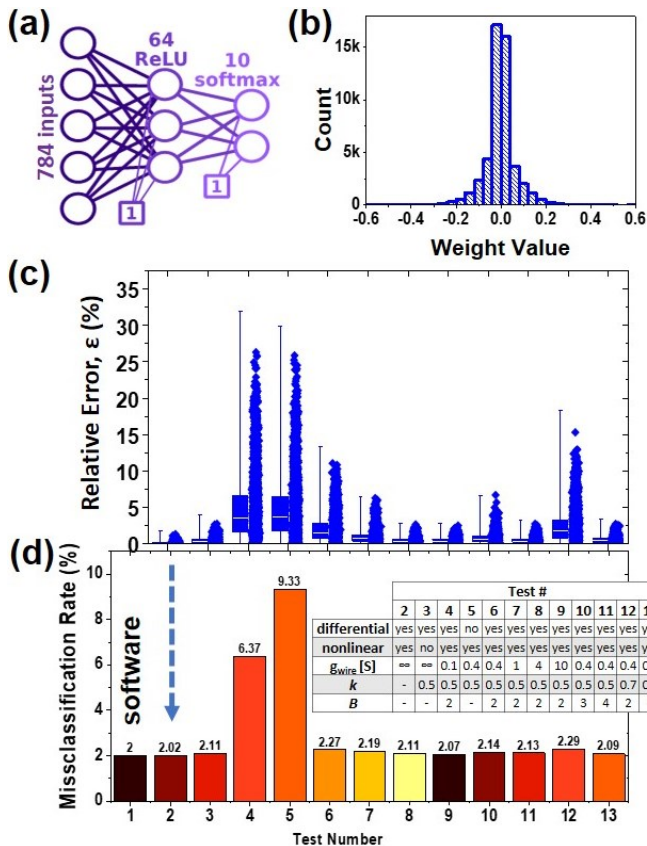 (a)
64
ReLU
10
softmax
784 inputs
1
1
(b)
15k
10k
5k
0
Count
-0.6 -0.4 -0.2 0.0 0.2 0.4 0.6
Weight Value
(c)
35
30
25
20
15
10
5
0
Relative Error, ε (%)
(d)
10
8
6
4
2
0
Missclassification Rate (%)
software
2 2.02 2.11 6.37 9.33 2.27 2.19 2.11 2.07 2.14 2.13 2.29 2.09
Test #
2 3 4 5 6 7 8 9 10 11 12 1
differential yes yes yes no yes yes yes yes yes yes yes y
nonlinear yes no yes yes yes yes yes yes yes yes yes y
g_wire [S] ∞ ∞ 0.1 0.4 0.4 1 4 10 0.4 0.4 0.4 0
k - 0.5 0.5 0.5 0.5 0.5 0.5 0.5 0.5 0.5 0.7 0
B - - 2 - 2 2 2 2 3 4 2
1 2 3 4 5 6 7 8 9 10 11 12 13
Test Number